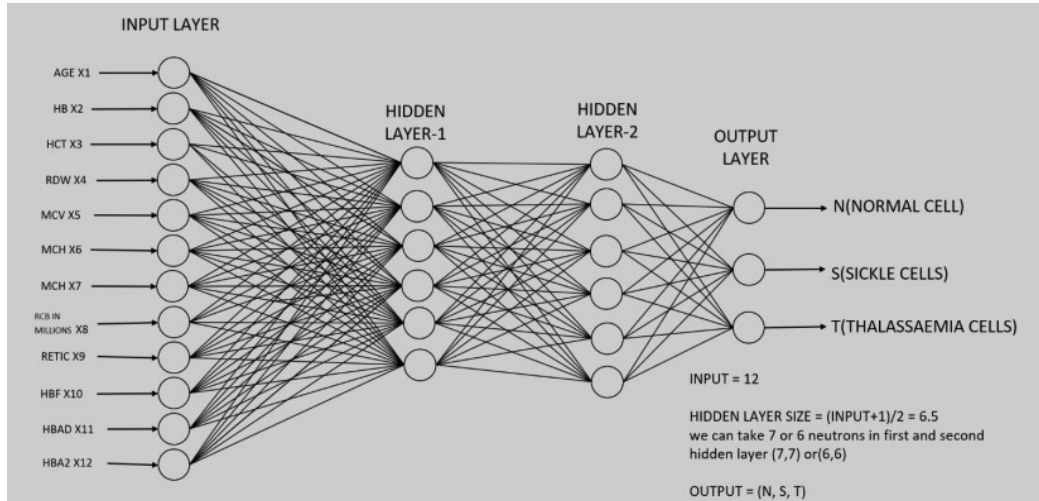 INPUT LAYER
AGE X1
HB X2
HCT X3
RDW X4
MCV X5
MCH X6
MCH X7
RCB IN
MILLIONS X8
RETIC X9
HBF X10
HBAD X11
HBA2 X12
HIDDEN
LAYER-1
HIDDEN
LAYER-2
OUTPUT
LAYER
N(NORMAL CELL)
S(SICKLE CELLS)
T(THALASSAEMIA CELLS)
INPUT = 12
HIDDEN LAYER SIZE = (INPUT+1)/2 = 6.5
we can take 7 or 6 neutrons in first and second
hidden layer (7,7) or(6,6)
OUTPUT = (N, S, T)